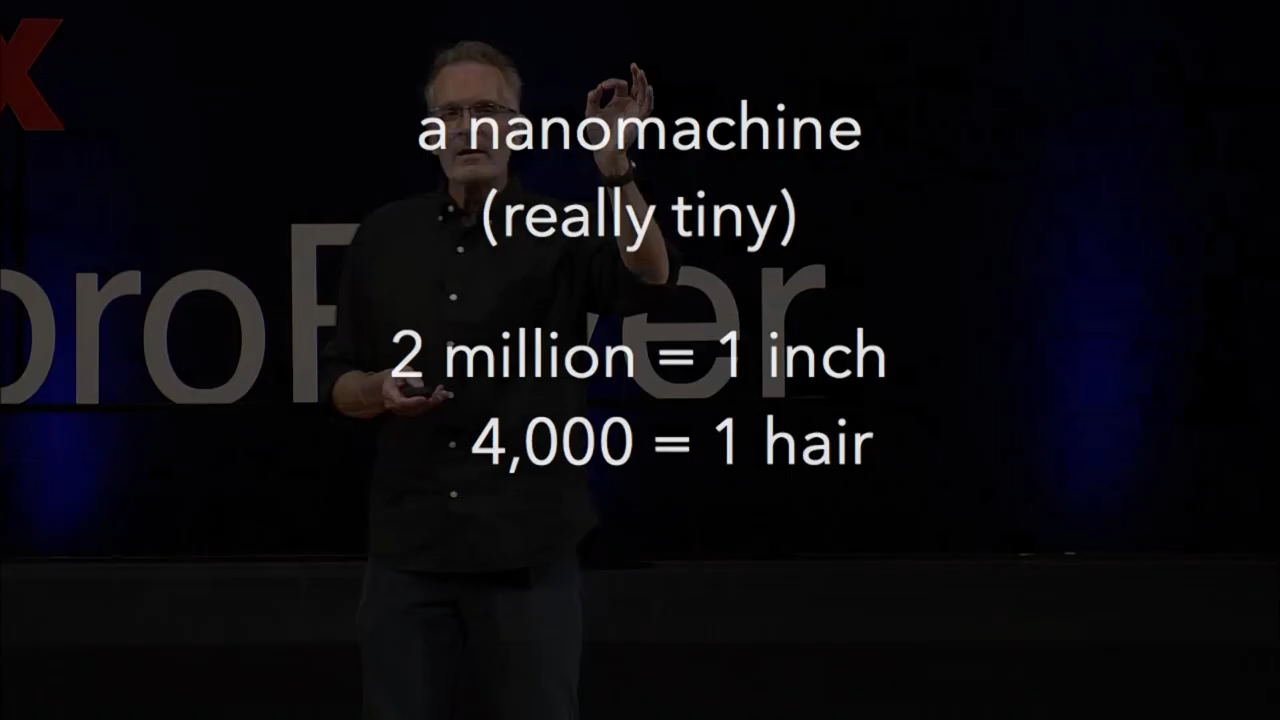 x
a nanomachine
(really tiny)
2 million = 1 inch
4,000 = 1 hair